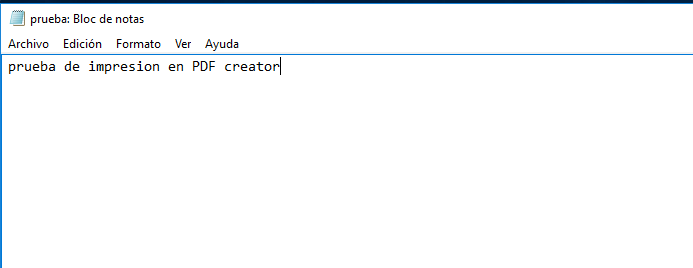 prueba: Bloc de notas
Archivo Edición Formato Ver Ayuda
prueba de impresion en PDF creator